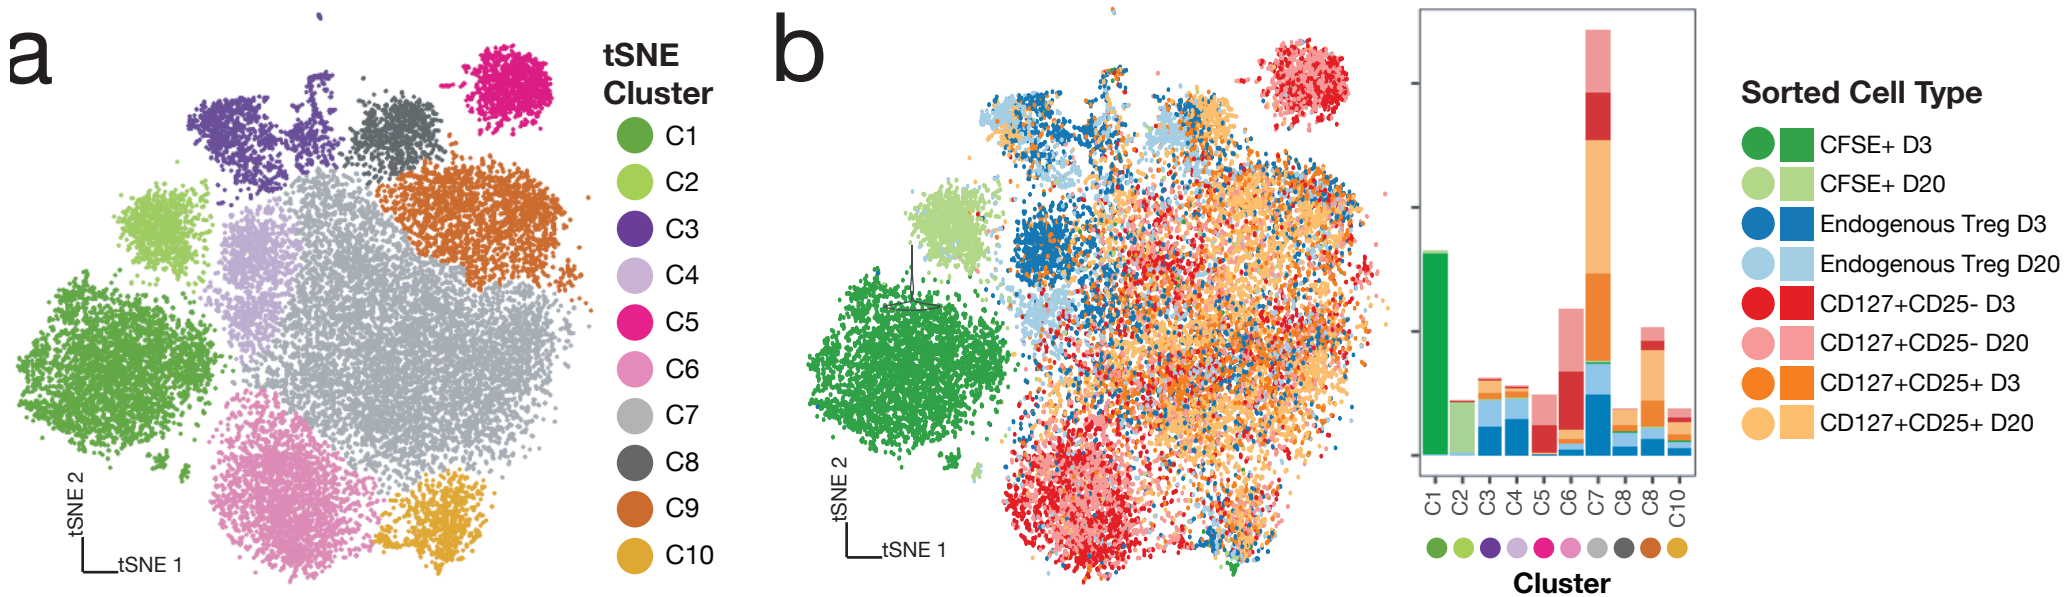 a
tSNE
Cluster
C1
C2
C3
C4
C5
C6
C7
C8
C9
C10
tSNE 2
tSNE 1
b
tSNE 2
tSNE 1
C1
C2
C3
C4
C5
C6
C7
C8
C8
C10
Cluster
Sorted Cell Type
CFSE+ D3
CFSE+ D20
Endogenous Treg D3
Endogenous Treg D20
CD127+CD25- D3
CD127+CD25- D20
CD127+CD25+ D3
CD127+CD25+ D20